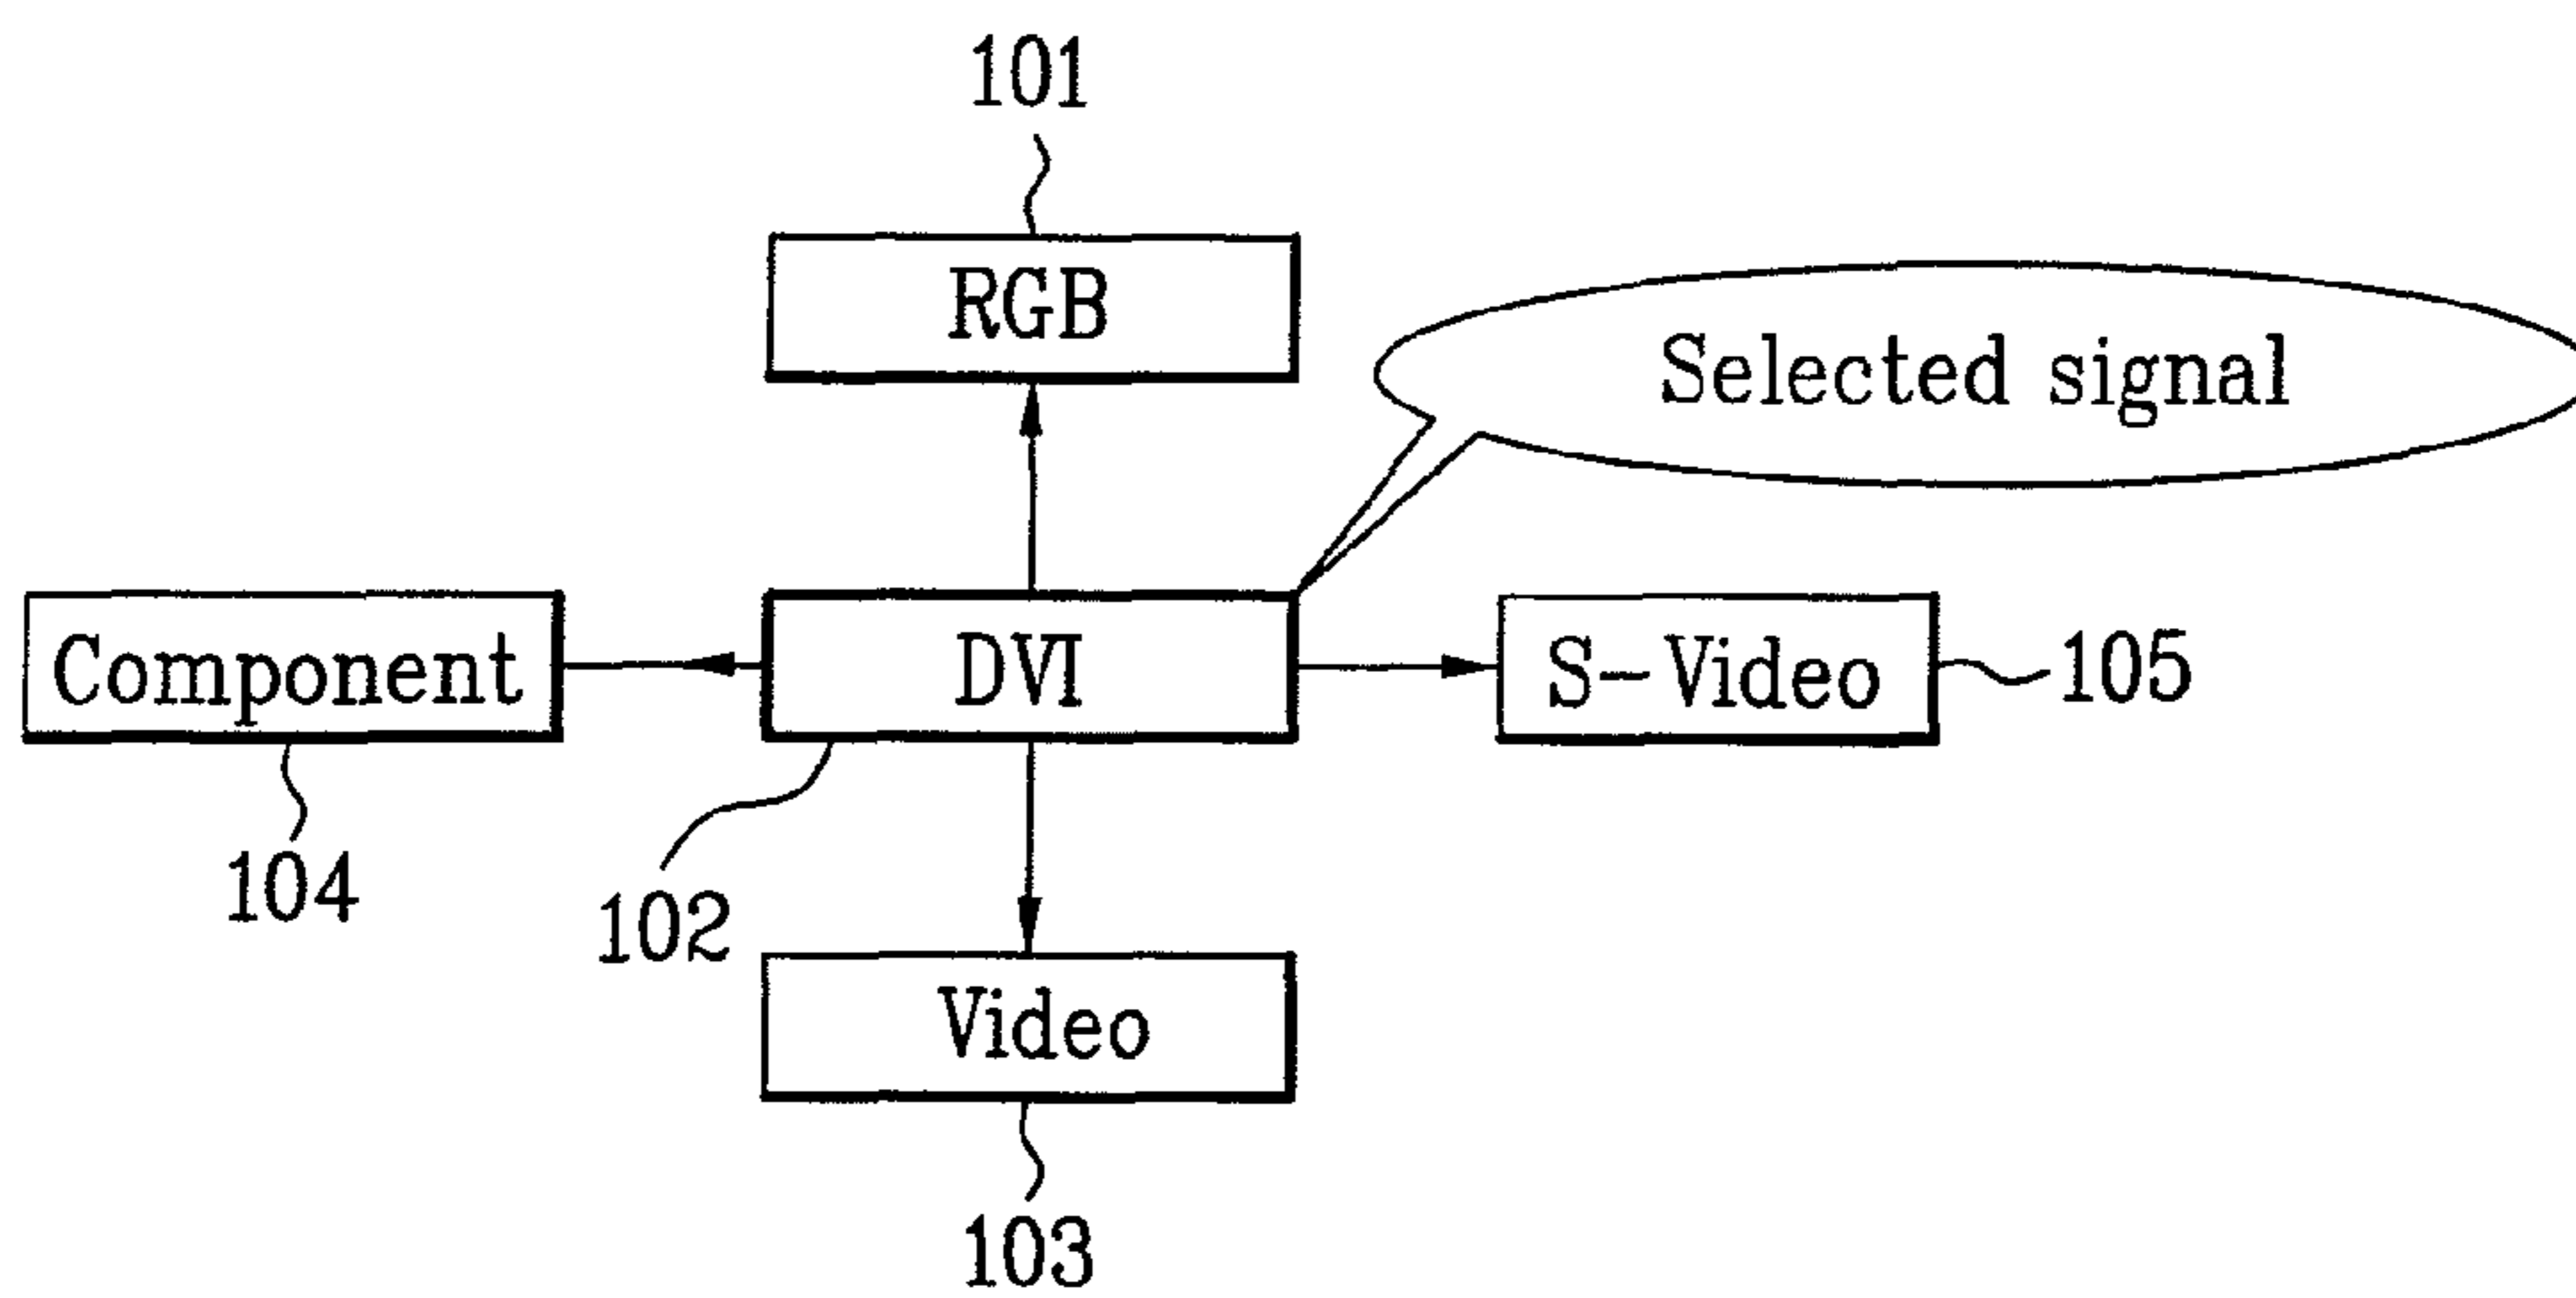 101
RGB
Selected signal
Component
DVI
S-Video
105
104
102
Video
103